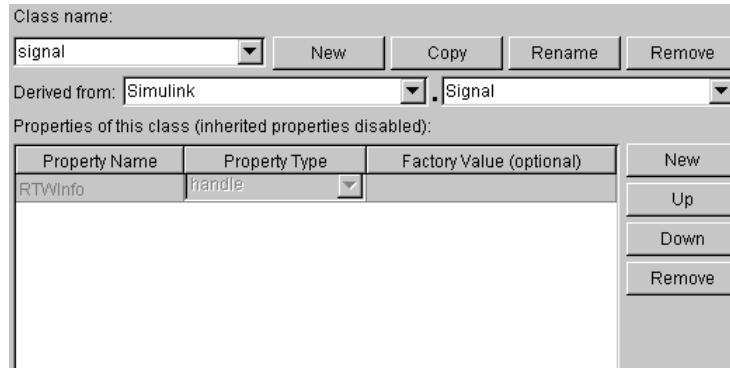 Class name:
signal New Copy Rename Remove
Derived from: Simulink . Signal
Properties of this class (inherited properties disabled):
Property Name Property Type Factory Value (optional) New
RTWInfo handle
Up
Down
Remove